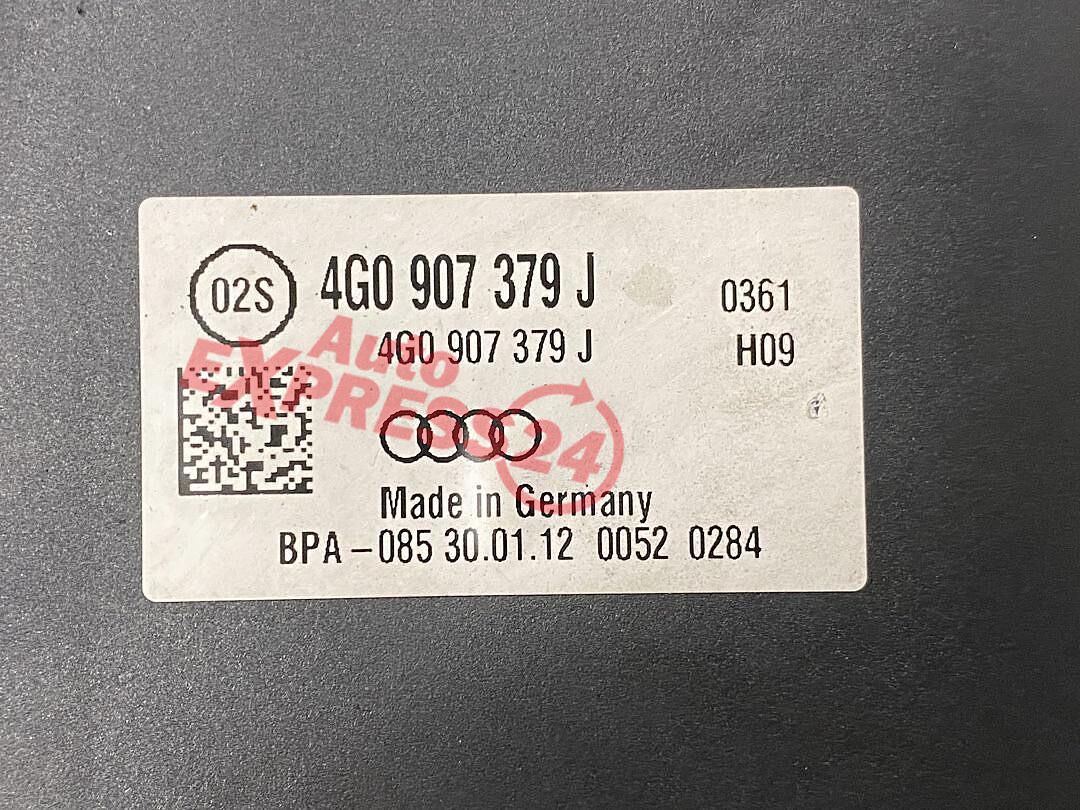 02S 4G0 907 379 J 0361
4G0 907 379 J H09
Auto
EXPRESS 24
Made in Germany
BPA-085 30.01.12 0052 0284